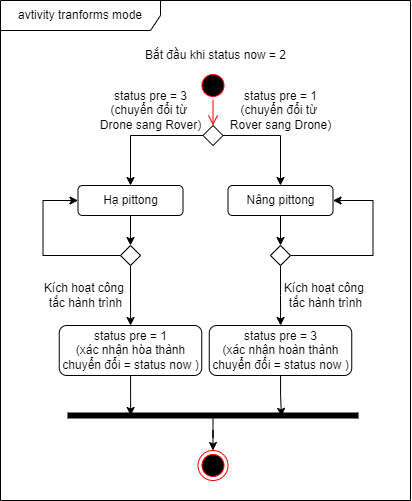 avtivity tranforms mode
Bắt đầu khi status now = 2
status pre = 3
(chuyển đổi từ
Drone sang Rover)
status pre = 1
(chuyển đổi từ
Rover sang Drone)
Hạ pittong
Nâng pittong
Kích hoạt công
tắc hành trình
Kích hoạt công
tắc hành trình
status pre = 1
(xác nhận hòa thành
chuyển đổi = status now )
status pre = 3
(xác nhận hoàn thành
chuyển đổi = status now )